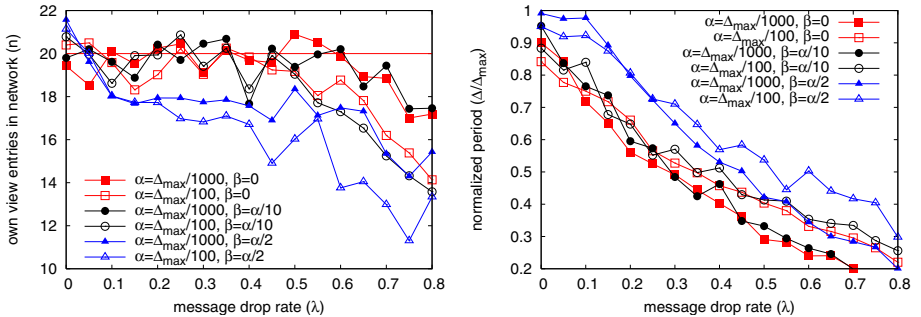 own view entries in network (n)
22
20
18
16
14
12
10
α=Δmax/1000, β=0
α=Δmax/100, β=0
α=Δmax/1000, β=α/10
α=Δmax/100, β=α/10
α=Δmax/1000, β=α/2
α=Δmax/100, β=α/2
0 0.1 0.2 0.3 0.4 0.5 0.6 0.7 0.8
message drop rate (λ)
normalized period (Δ/Δmax)
1
0.9
0.8
0.7
0.6
0.5
0.4
0.3
0.2
α=Δmax/1000, β=0
α=Δmax/100, β=0
α=Δmax/1000, β=α/10
α=Δmax/100, β=α/10
α=Δmax/1000, β=α/2
α=Δmax/100, β=α/2
0 0.1 0.2 0.3 0.4 0.5 0.6 0.7 0.8
message drop rate (λ)